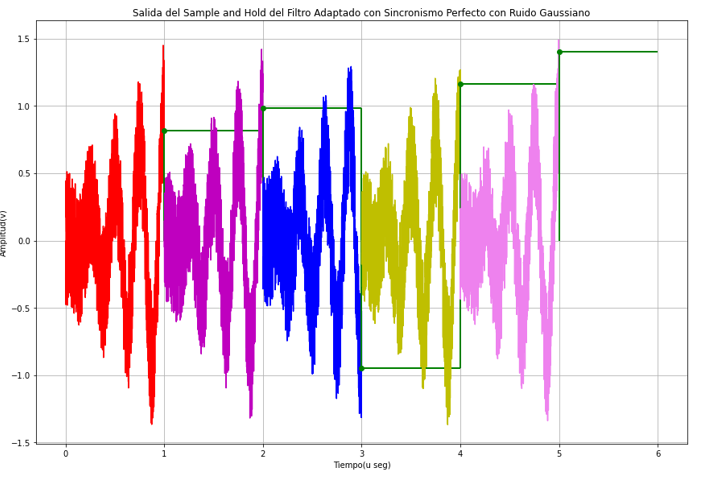 Salida del Sample and Hold del Filtro Adaptado con Sincronismo Perfecto con Ruido Gaussiano
1.5
1.0
0.5
0.0
−0.5
−1.0
−1.5
Amplitud(v)
0 1 2 3 4 5 6
Tiempo(u seg)